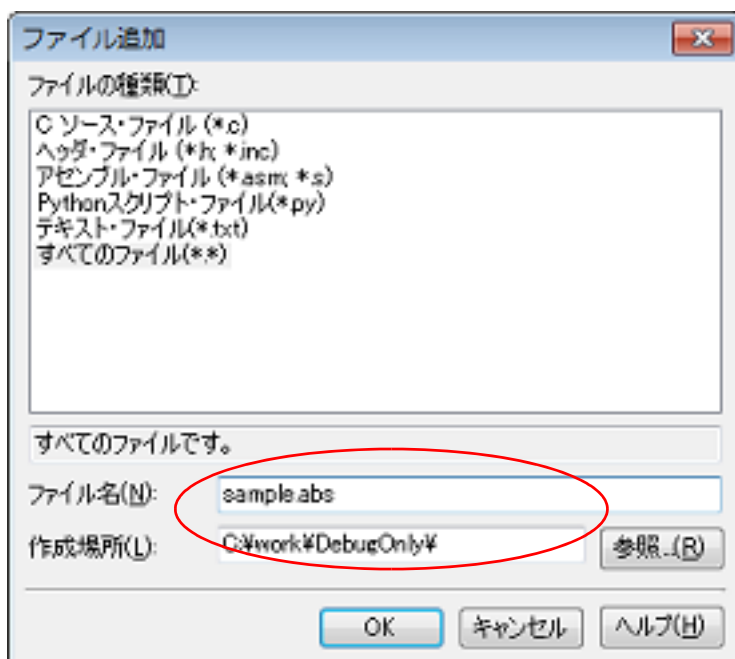 ファイル追加
ファイルの種類(T):
C ソース・ファイル (*.c)
ヘッダ・ファイル (*.h; *.inc)
アセンブル・ファイル (*.asm; *.s)
Pythonスクリプト・ファイル(*.py)
テキスト・ファイル(*.txt)
すべてのファイル(*.*)
すべてのファイルです。
ファイル名(N): sample.abs
作成場所(L): C:¥work¥DebugOnly¥ 参照...(R)
OK キャンセル ヘルプ(H)